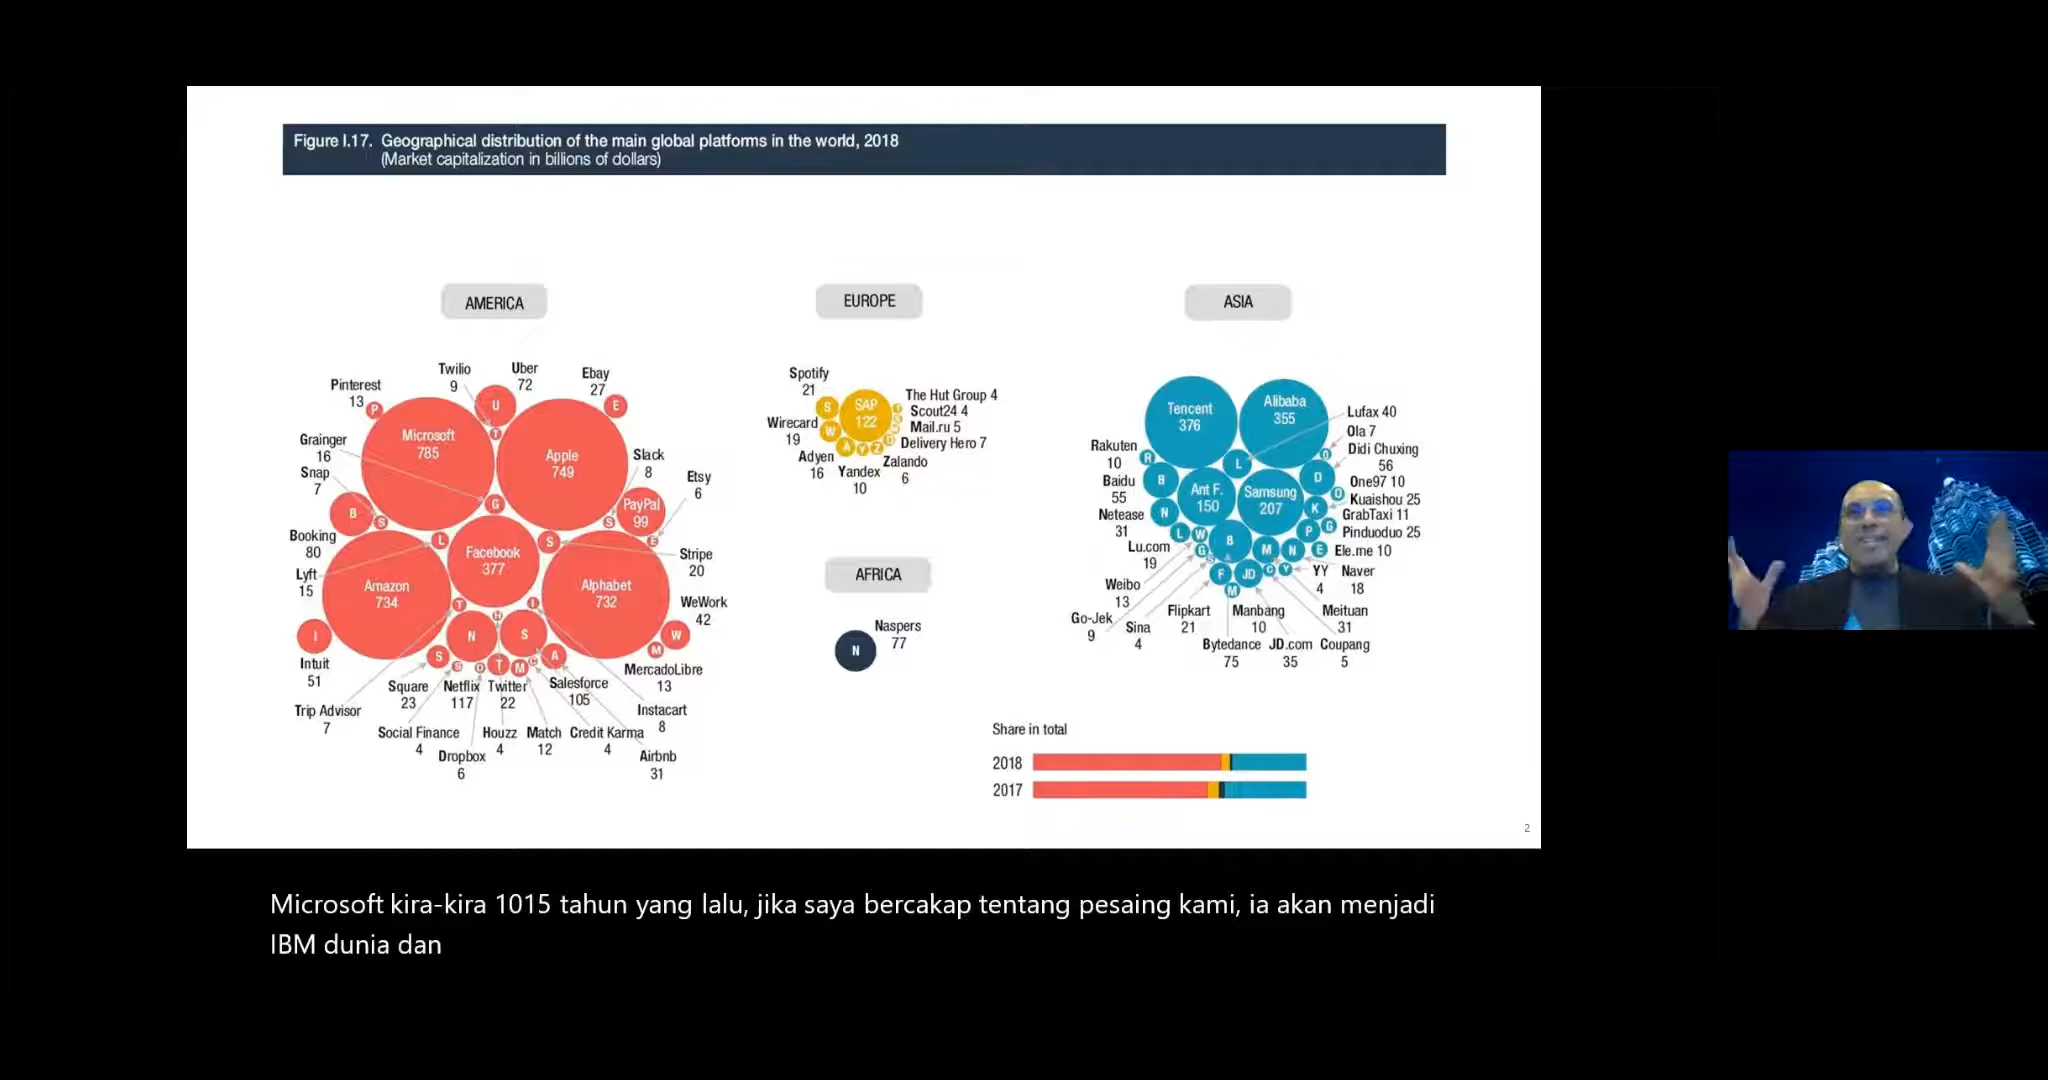 Figure I.17. Geographical distribution of the main global platforms in the world, 2018
(Market capitalization in billions of dollars)
AMERICA
Twilio
9
Uber
72
Ebay
27
E
U
T
Pinterest
13
P
Microsoft
785
Apple
749
Grainger
16
G
Snap
7
S
Slack
8
S
PayPal
99
Etsy
6
E
B
Booking
80
Lyft
15
L
Facebook
377
S
Stripe
20
Amazon
734
Alphabet
732
WeWork
42
W
I
Intuit
51
T
H
I
N
S
M
MercadoLibre
13
S
S
D
T
M
C
A
Square
23
Netflix
117
Twitter
22
Salesforce
105
Instacart
8
Trip Advisor
7
Social Finance
4
Houzz
4
Match
12
Credit Karma
4
Dropbox
6
Airbnb
31
EUROPE
Spotify
21
S
SAP
122
The Hut Group 4
Scout24 4
Mail.ru 5
Delivery Hero 7
Wirecard
19
W
A
Y
Z
D
Adyen
16
Yandex
10
Zalando
6
AFRICA
Naspers
77
N
ASIA
Tencent
376
Alibaba
355
Lufax 40
Ola 7
Didi Chuxing
56
One97 10
Kuaishou 25
GrabTaxi 11
Pinduoduo 25
Ele.me 10
Rakuten
10
R
L
O
D
O
Baidu
55
B
Ant F.
150
Samsung
207
K
Netease
31
N
P
G
L
W
G
B
M
N
E
Lu.com
19
Weibo
13
Go-Jek
9
Sina
4
S
F
JD
C
Y
M
YY
4
Naver
18
Flipkart
21
Manbang
10
Meituan
31
Bytedance
75
JD.com
35
Coupang
5
Share in total
2018
2017
2
Microsoft kira-kira 1015 tahun yang lalu, jika saya bercakap tentang pesaing kami, ia akan menjadi
IBM dunia dan